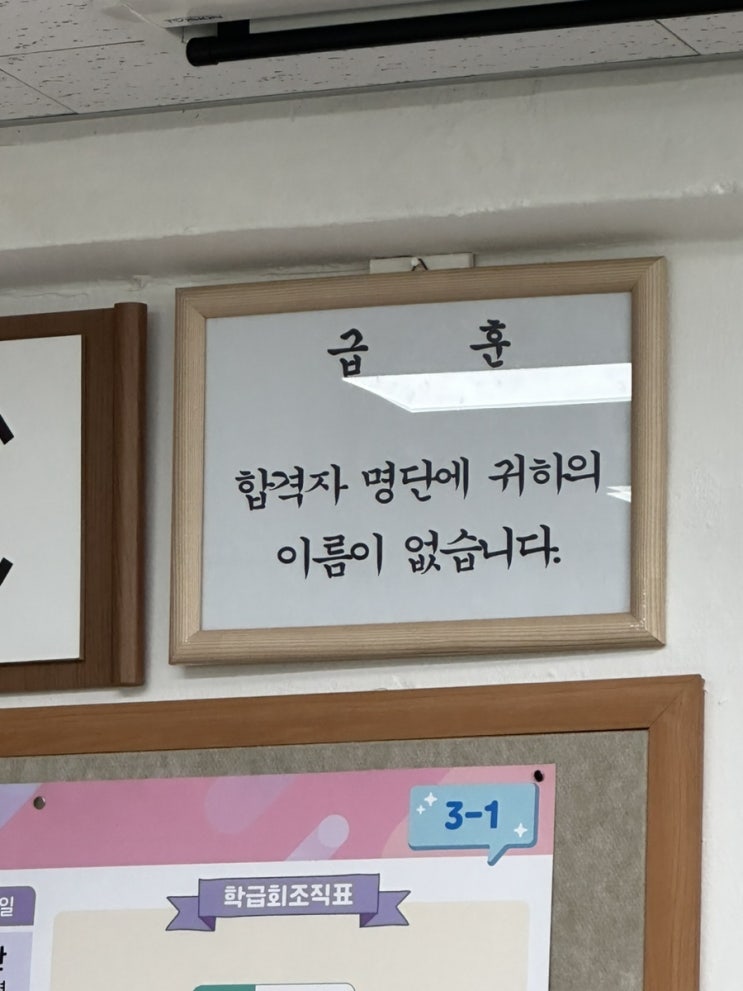 급 훈
합격자 명단에 귀하의
이름이 없습니다.
3-1
학급회조직표
일